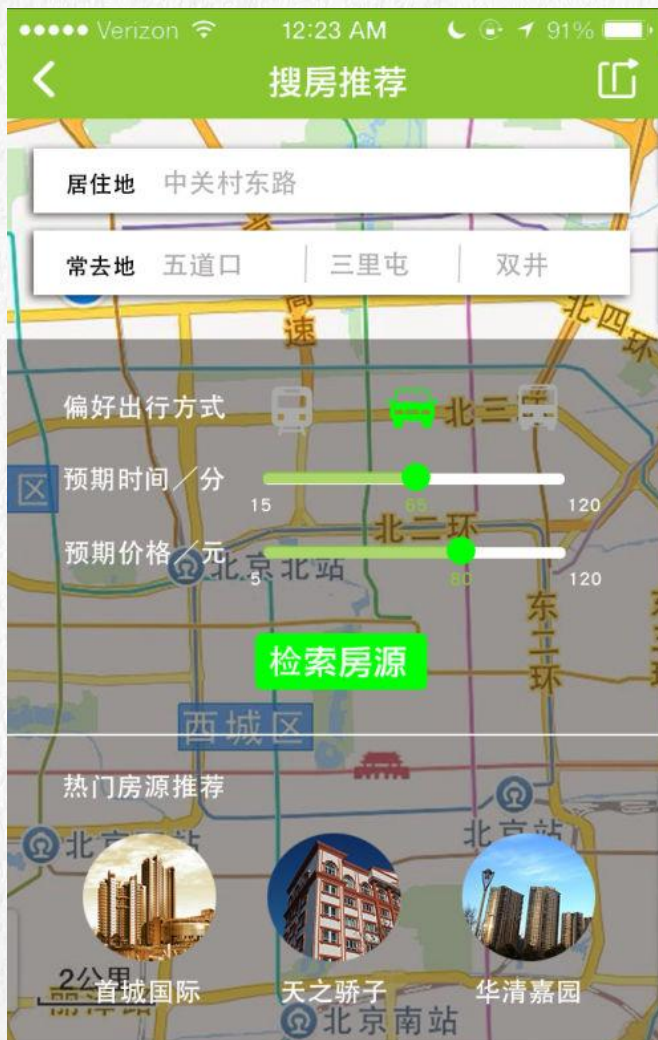 Verizon 12:23 AM 91%
搜房推荐
居住地 中关村东路
常去地 五道口 三里屯 双井
高速
北四环
偏好出行方式
北三环
区
预期时间／分
15 65 120
北二环
预期价格／元
北京北站
5 80 120
东二环
检索房源
西城区
热门房源推荐
北京站
2公里
首城国际 天之骄子 华清嘉园
北京南站